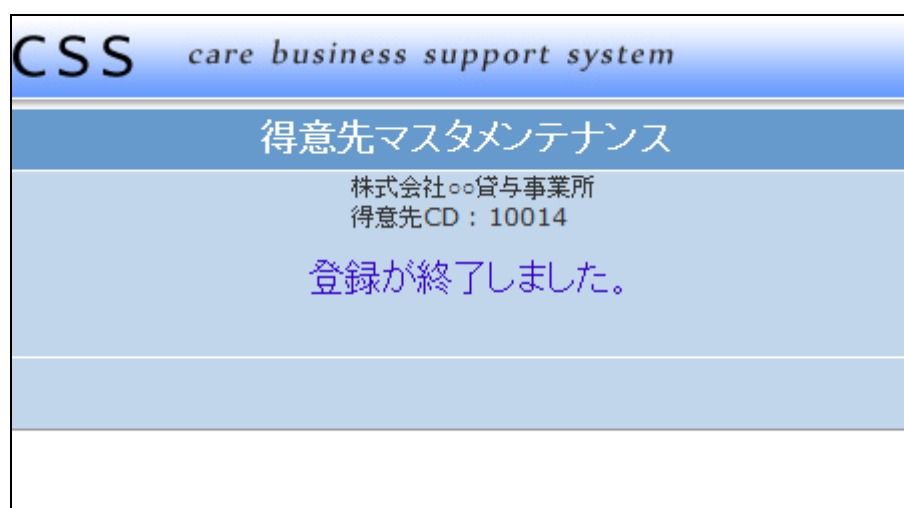 CSS care business support system
得意先マスタメンテナンス
株式会社○○貸与事業所
得意先CD : 10014
登録が終了しました。